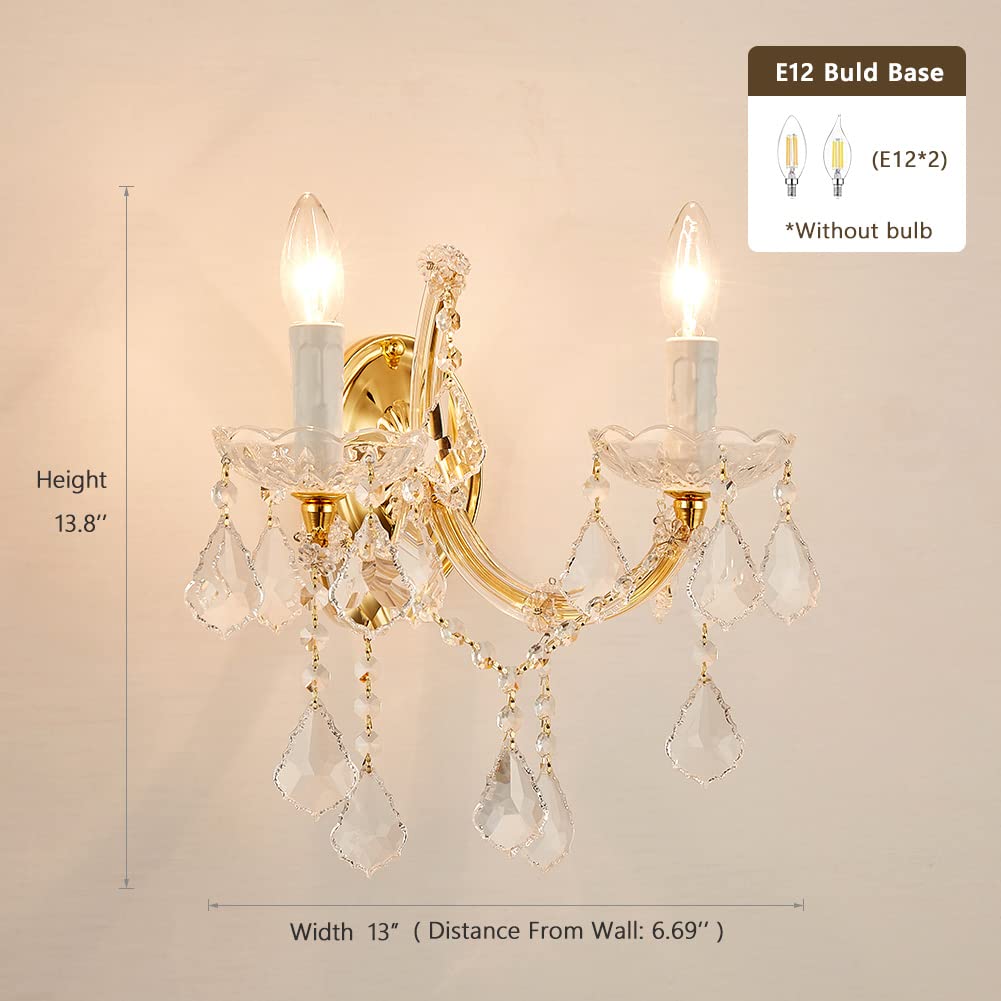 E12 Buld Base
(E12*2)
*Without bulb
Height
13.8’’
Width 13” ( Distance From Wall: 6.69’’ )